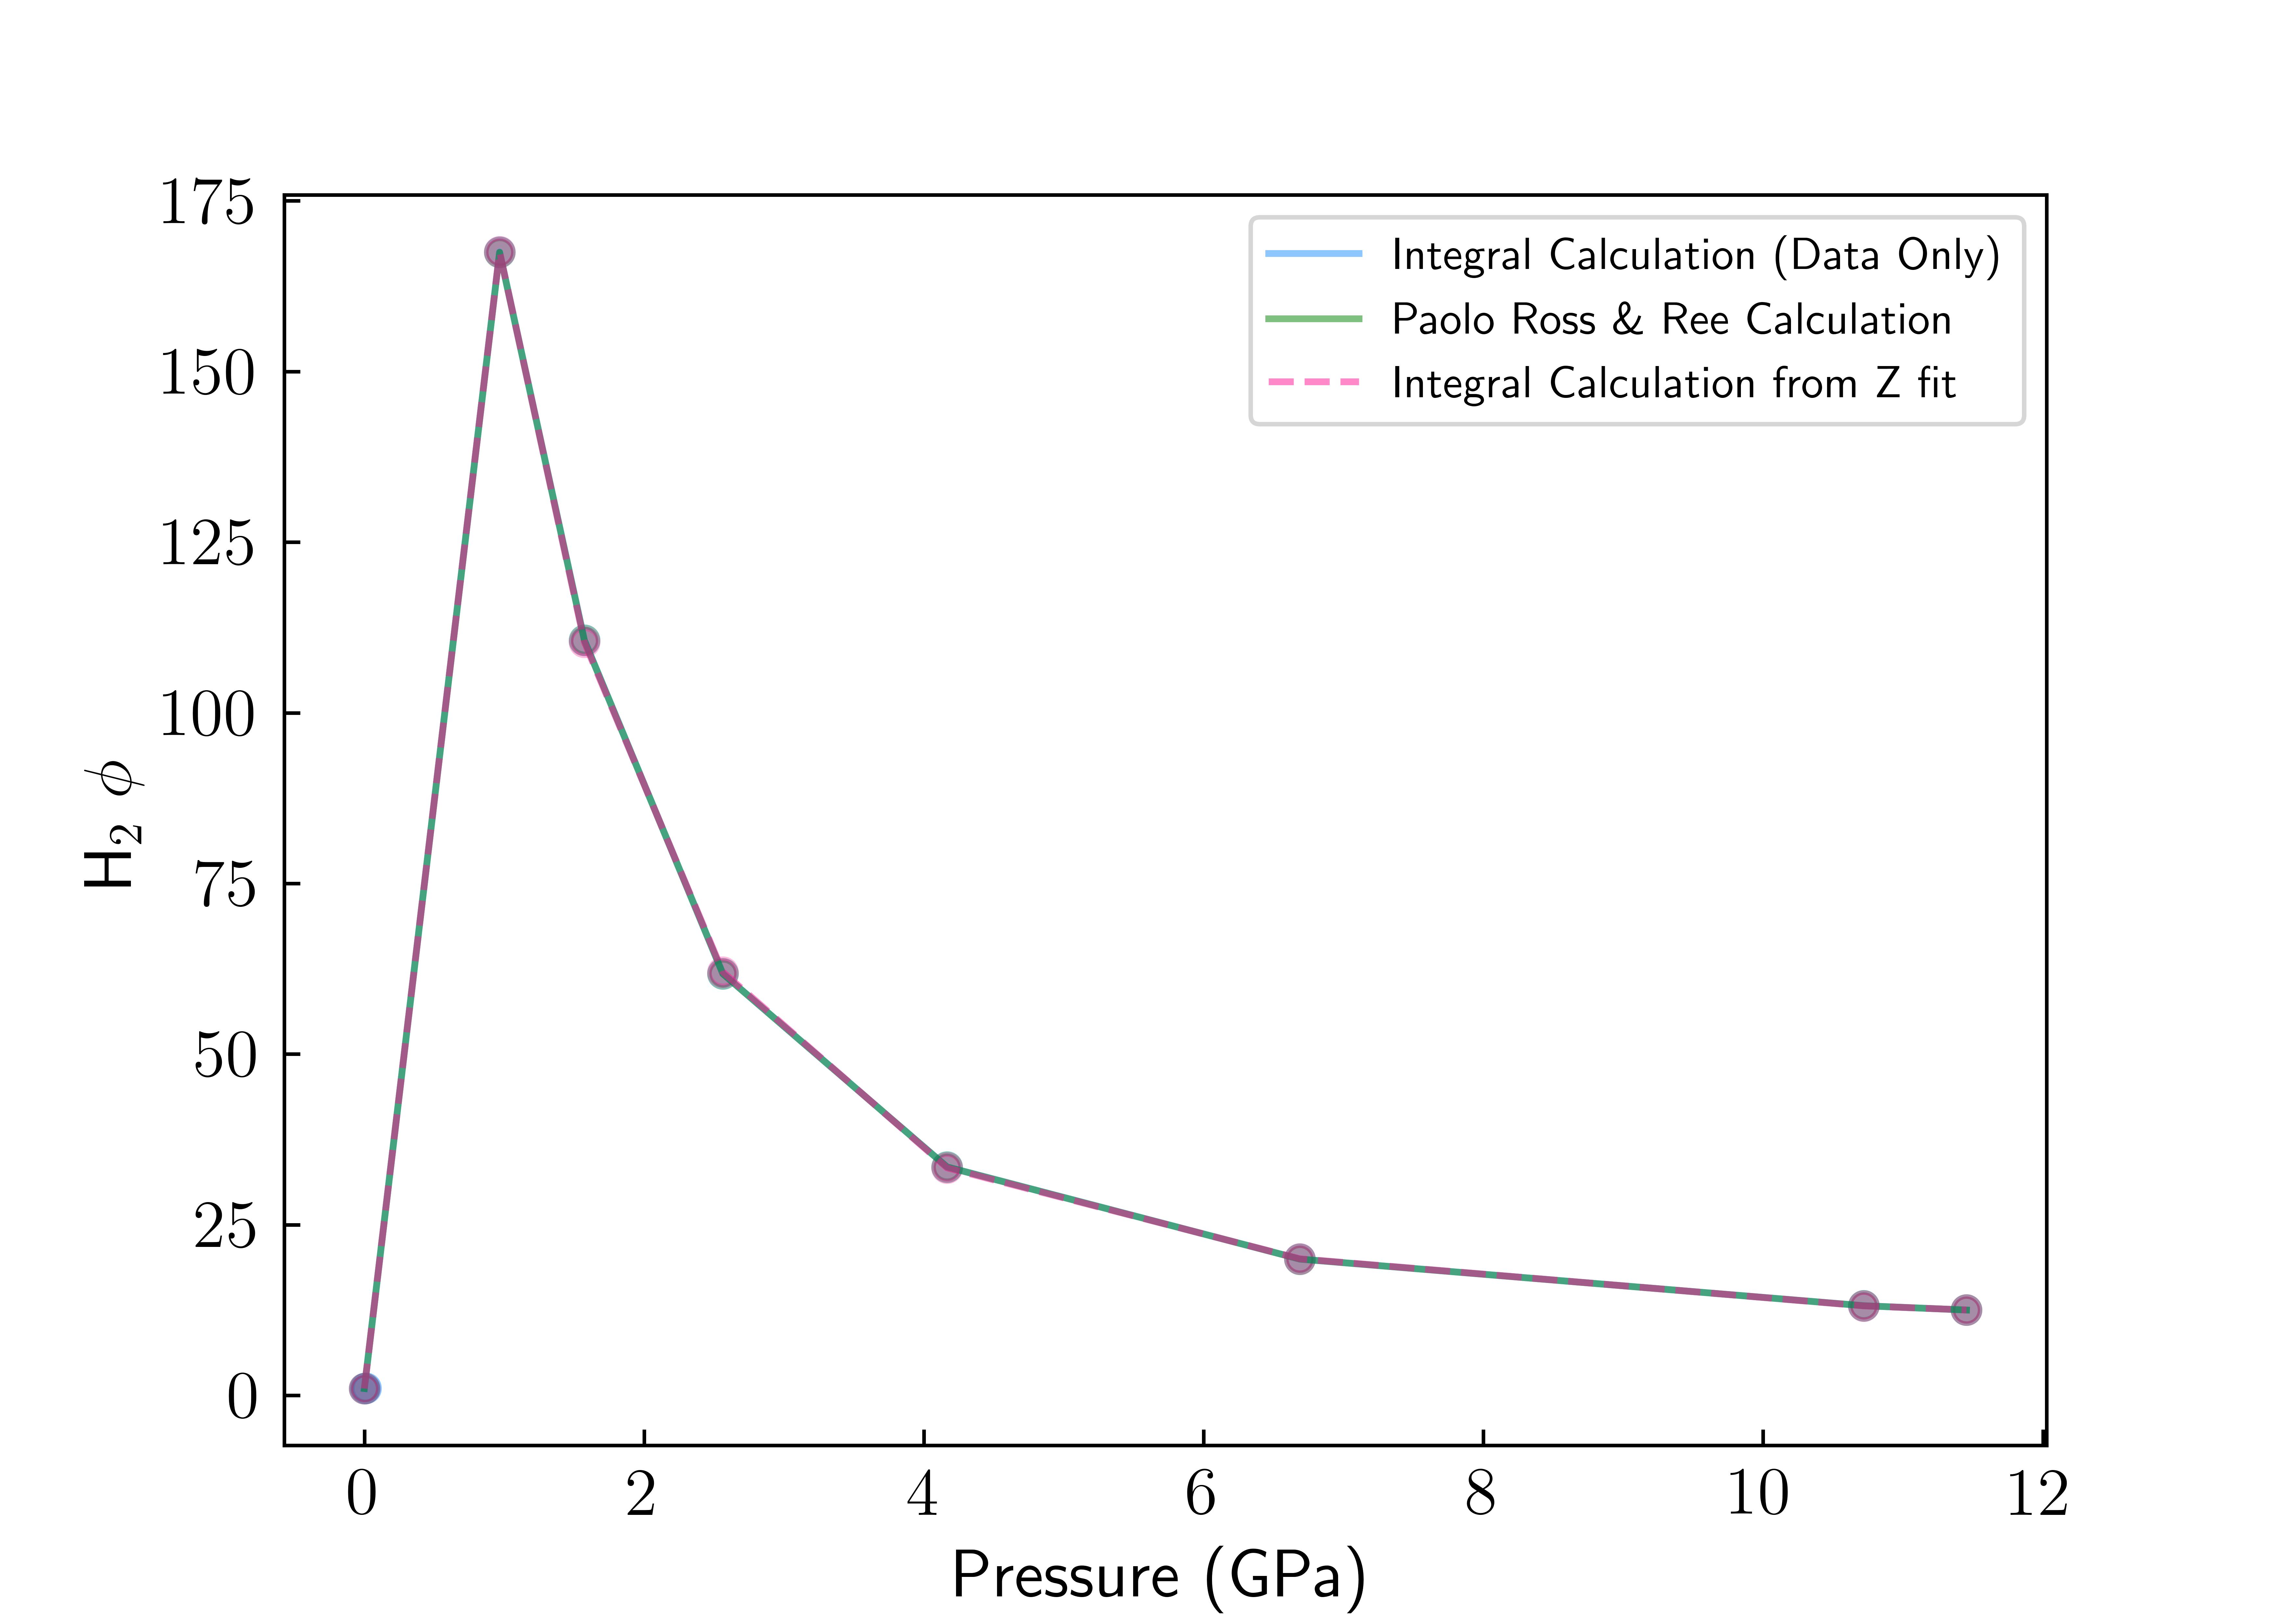 175
150
125
100
75
50
25
0
H₂ ϕ
Integral Calculation (Data Only)
Paolo Ross & Ree Calculation
Integral Calculation from Z fit
0 2 4 6 8 10 12
Pressure (GPa)